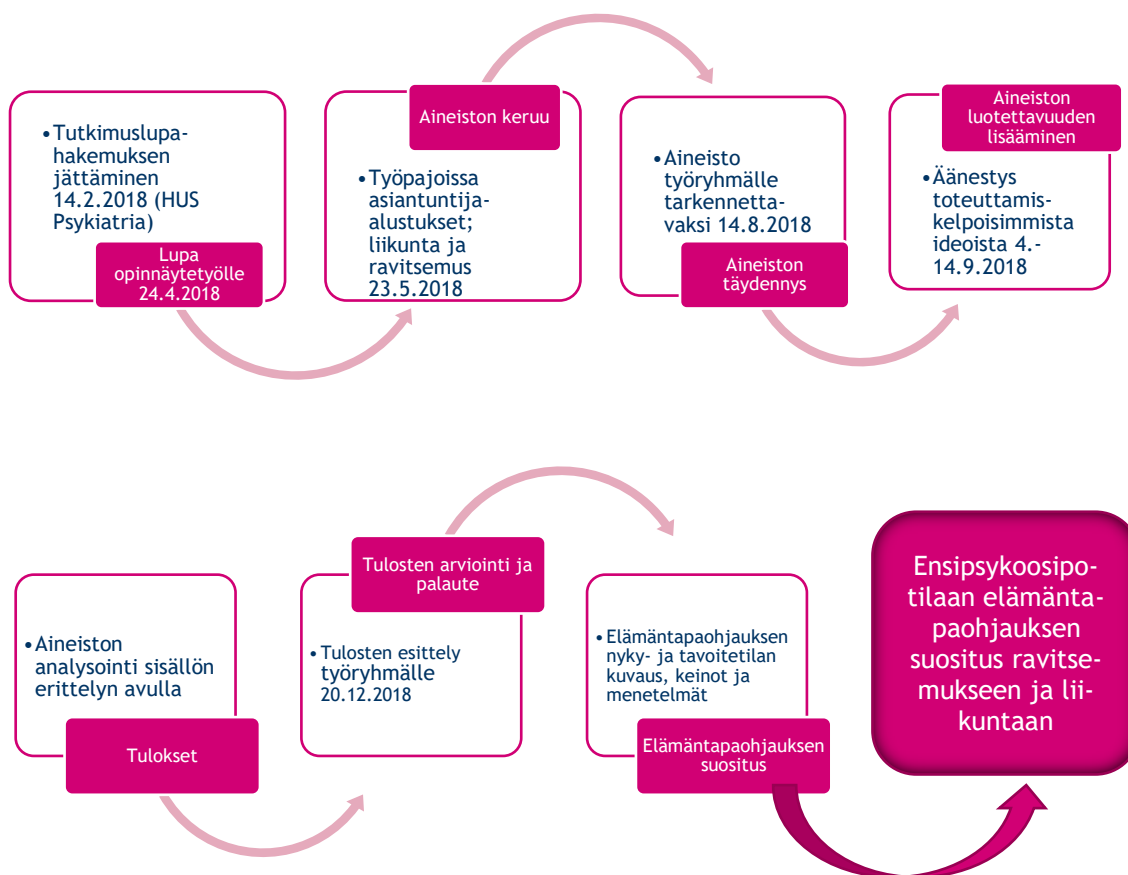 •Tutkimuslupa-
hakemuksen
jättäminen
14.2.2018 (HUS
Psykiatria)
Lupa
opinnäytetyölle
24.4.2018
Aineiston keruu
•Työpajoissa
asiantuntija-
alustukset;
liikunta ja
ravitsemus
23.5.2018
•Aineisto
työryhmälle
tarkennetta-
vaksi 14.8.2018
Aineiston
täydennys
Aineiston
luotettavuuden
lisääminen
•Äänestys
toteuttamis-
kelpoisimmista
ideoista 4.-
14.9.2018
•Aineiston
analysointi sisällön
erittelyn avulla
Tulokset
Tulosten arviointi ja
palaute
•Tulosten esittely
työryhmälle
20.12.2018
•Elämäntapaohjauksen
nyky- ja tavoitetilan
kuvaus, keinot ja
menetelmät
Elämäntapaohjauksen
suositus
Ensipsykoosipo-
tilaan elämänta-
paohjauksen
suositus ravitse-
mukseen ja lii-
kuntaan